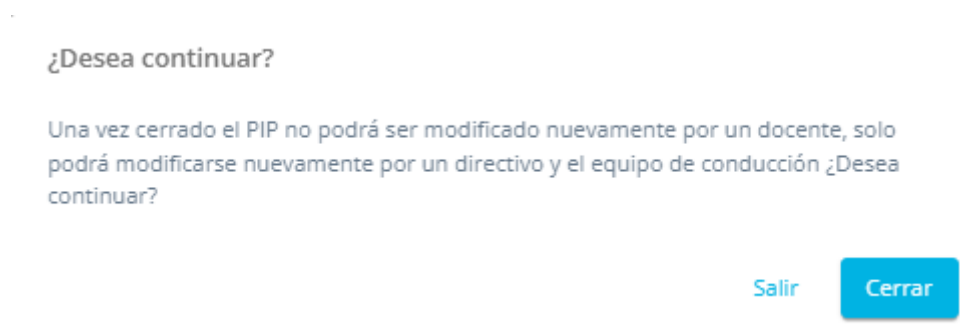 ¿Desea continuar?
Una vez cerrado el PIP no podrá ser modificado nuevamente por un docente, solo
podrá modificarse nuevamente por un directivo y el equipo de conducción ¿Desea
continuar?
Salir
Cerrar